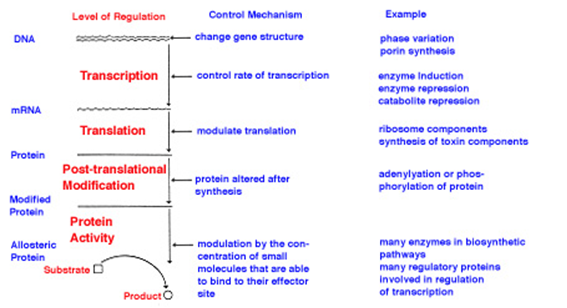 Level of Regulation Control Mechanism Example
DNA change gene structure phase variation
porin synthesis
Transcription control rate of transcription enzyme Induction
enzyme repression
catabolite repression
mRNA
Translation modulate translation ribosome components
synthesis of toxin components
Protein
Post-translational
Modification
protein altered after
synthesis
adenylyation or phos-
phorylation of protein
Modified
Protein
Protein
Activity
Allosteric
Protein
modulation by the con-
centration of small
molecules that are able
to bind to their effector
site
many enzymes in biosynthetic
pathways
many regulatory proteins
involved in regulation
of transcription
Substrate
Product